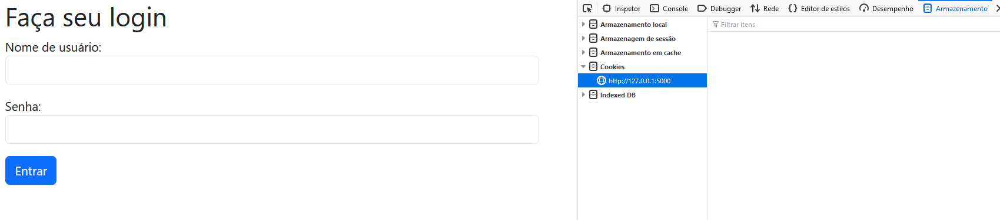 Faça seu login
Nome de usuário:
Senha:
Entrar
Inspetor Console Debugger Rede Editor de estilos Desempenho Armazenamento
Armazenamento local
Armazenagem de sessão
Armazenamento em cache
Cookies
http://127.0.0.1:5000
Indexed DB
Filtrar itens